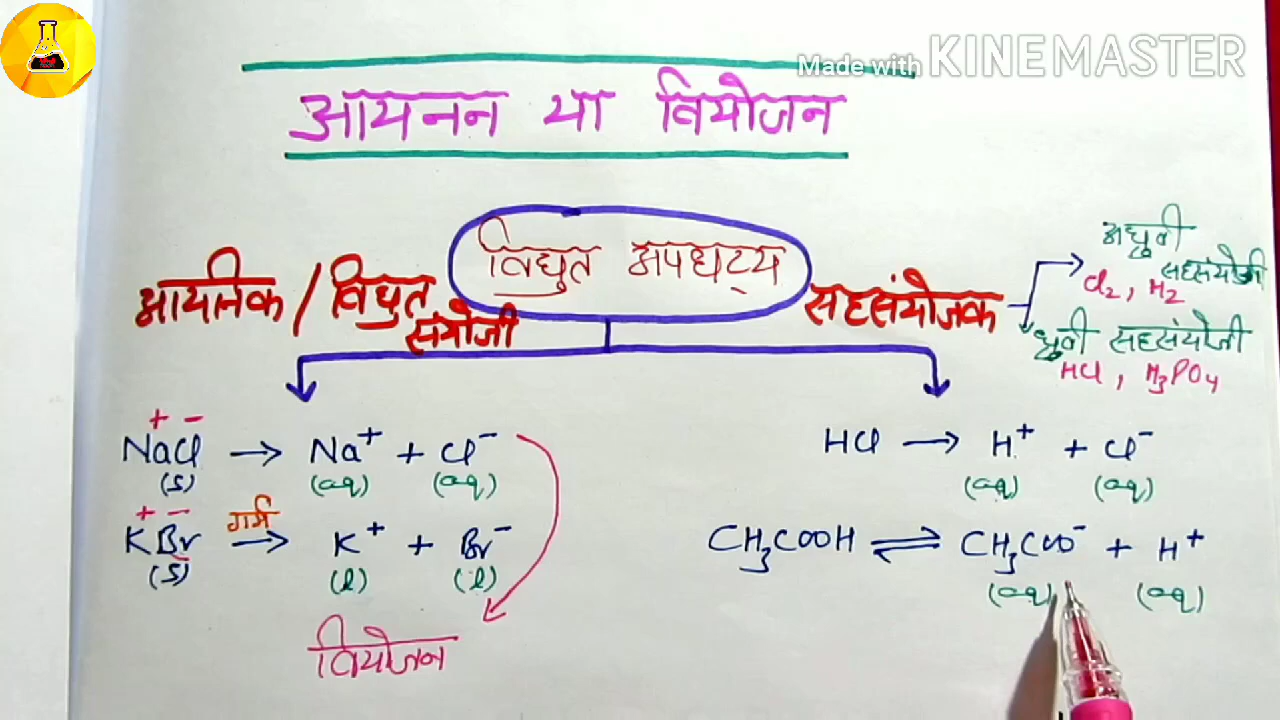 Made with KINEMASTER
आयनन या वियोजन
विद्युत अपघट्य
आयनिक / विद्युत
संयोजी
सहसंयोजक
अध्रुवी
सहसंयोजी
Cl₂, H₂
ध्रुवी सहसंयोजी
HCl, H₃PO₄
+ −
NaCl → Na⁺ + Cl⁻
(s) (aq) (aq)
+ − गर्म
KBr → K⁺ + Br⁻
(s) (l) (l)
वियोजन
HCl → H⁺ + Cl⁻
(aq) (aq)
CH₃COOH ⇌ CH₃COO⁻ + H⁺
(aq) (aq)